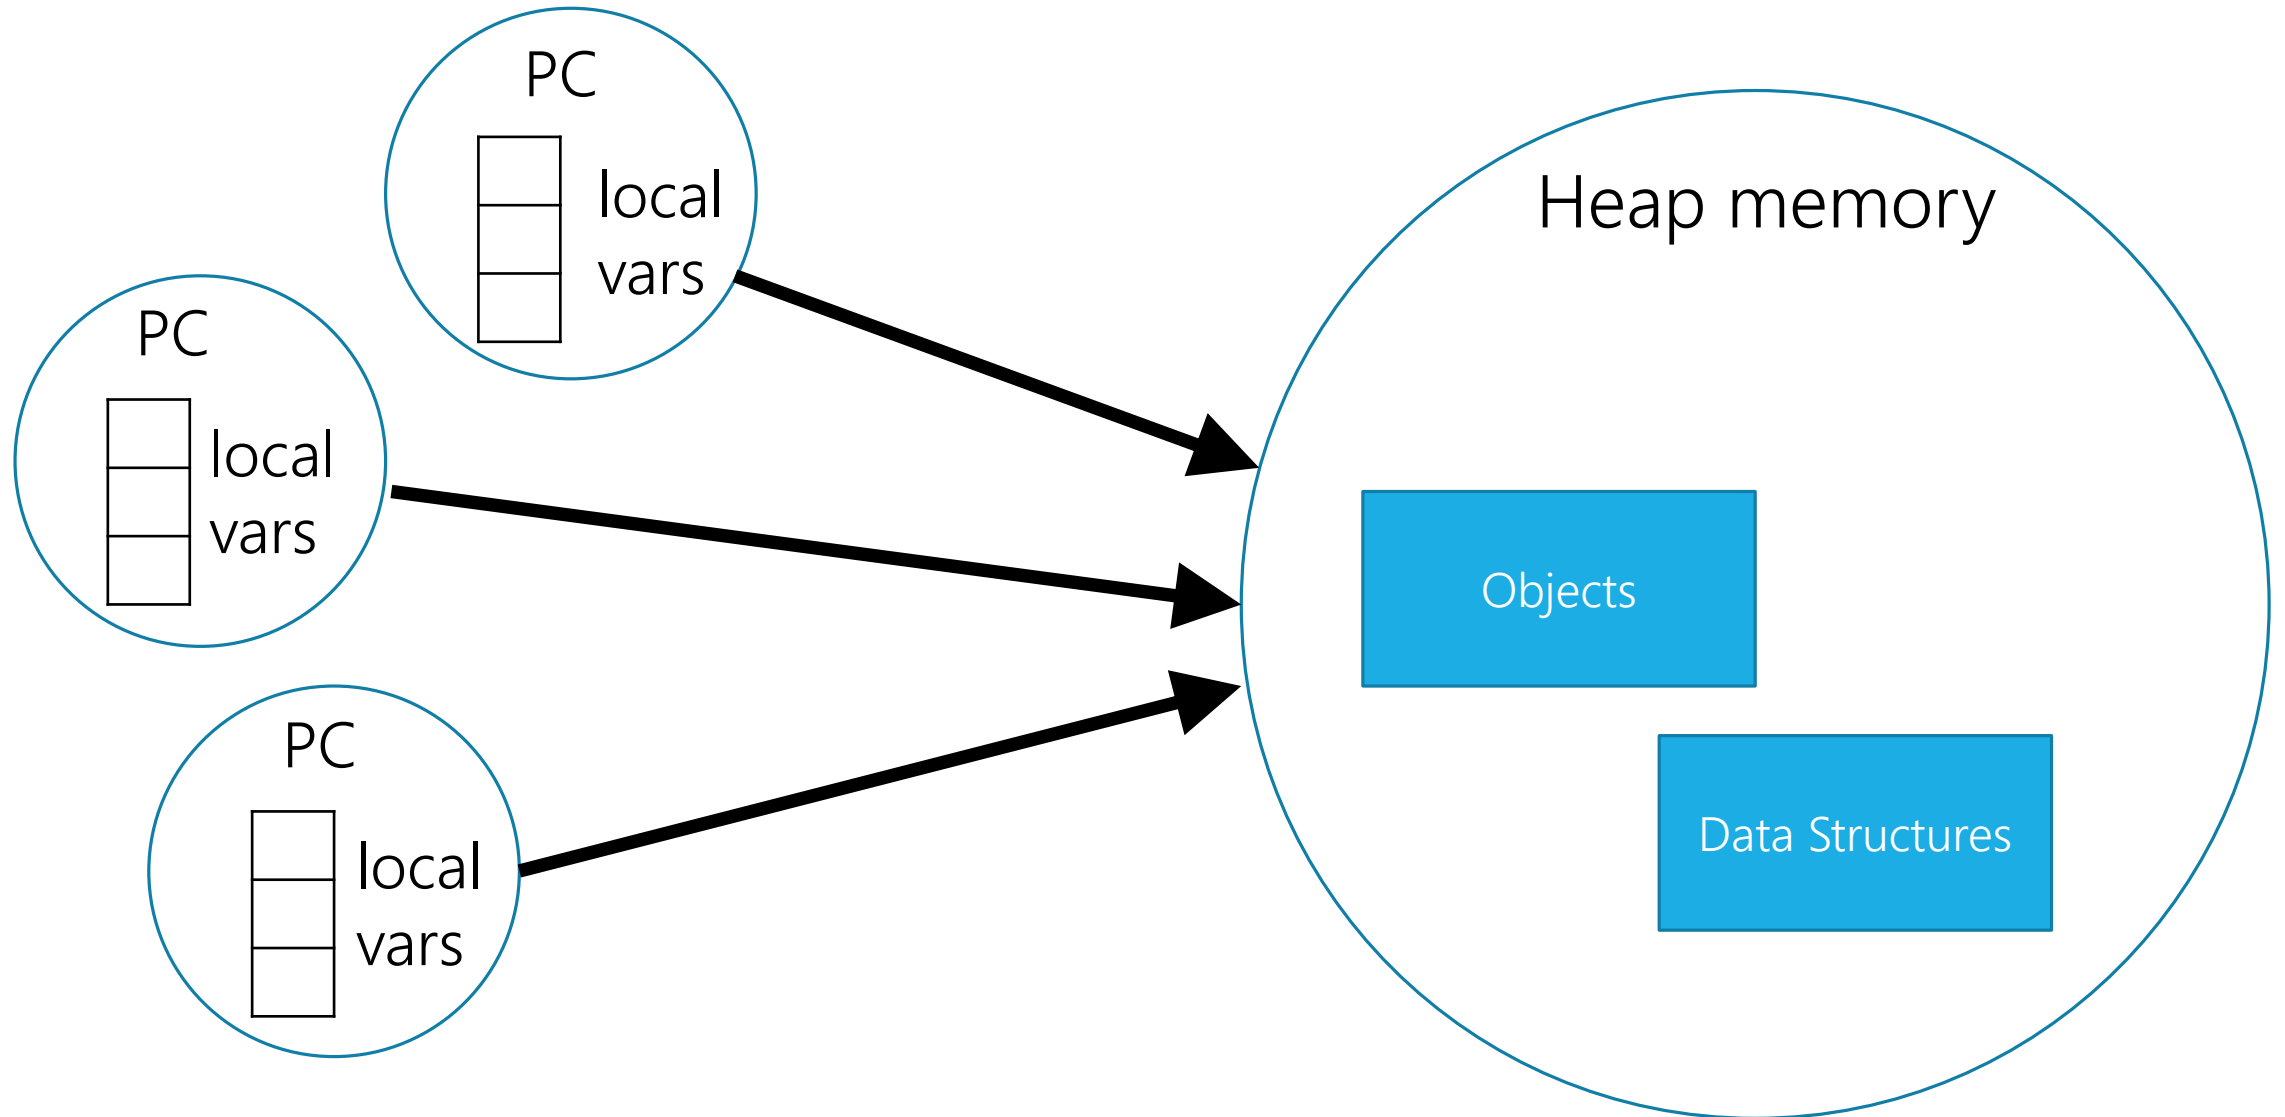 PC
local
vars
PC
local
vars
PC
local
vars
Heap memory
Objects
Data Structures